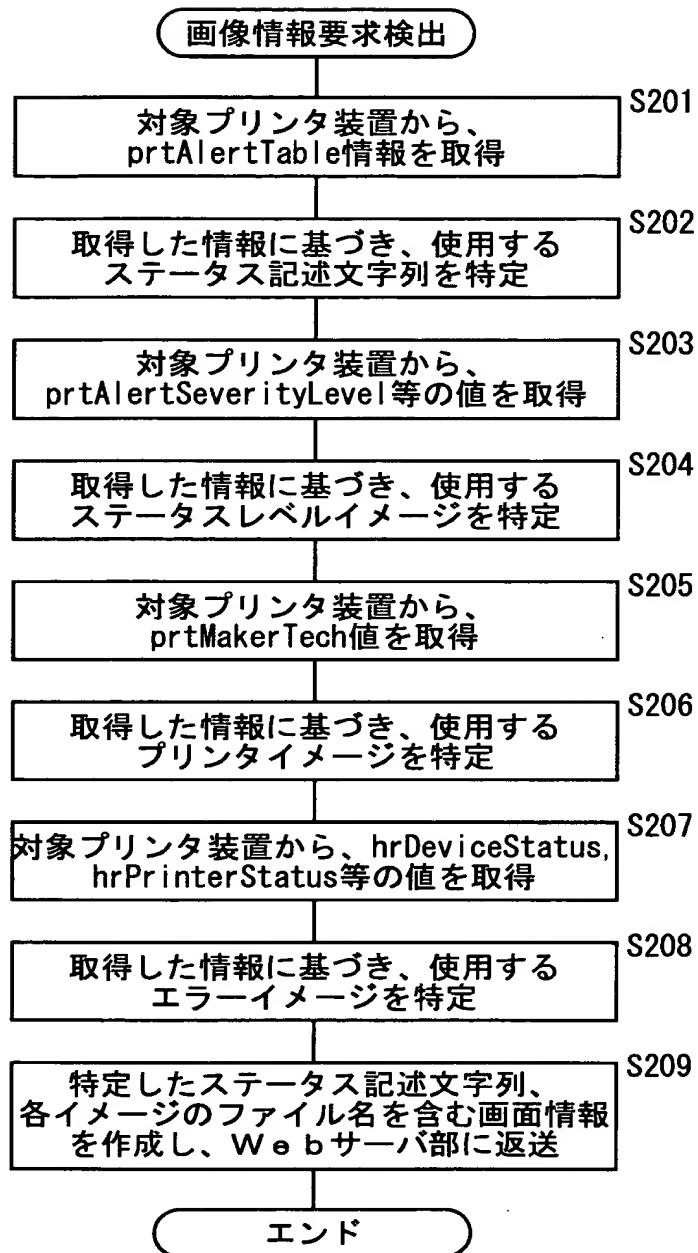 画像情報要求検出
S201
対象プリンタ装置から、
prtAlertTable情報を取得
S202
取得した情報に基づき、使用する
ステータス記述文字列を特定
S203
対象プリンタ装置から、
prtAlertSeverityLevel等の値を取得
S204
取得した情報に基づき、使用する
ステータスレベルイメージを特定
S205
対象プリンタ装置から、
prtMakerTech値を取得
S206
取得した情報に基づき、使用する
プリンタイメージを特定
S207
対象プリンタ装置から、hrDeviceStatus,
hrPrinterStatus等の値を取得
S208
取得した情報に基づき、使用する
エラーイメージを特定
S209
特定したステータス記述文字列、
各イメージのファイル名を含む画面情報
を作成し、Ｗｅｂサーバ部に返送
エンド